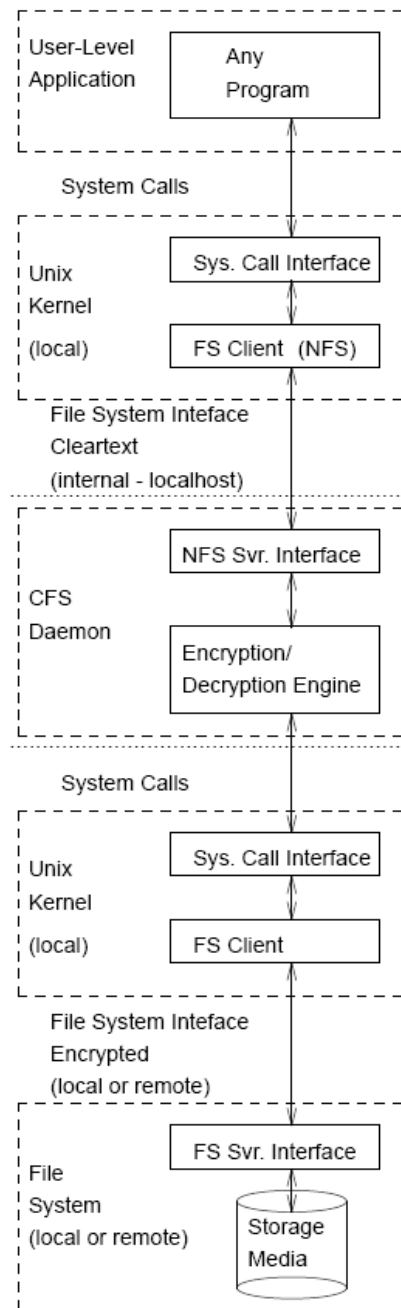 User-Level
Application
Any
Program
System Calls
Sys. Call Interface
Unix
Kernel
(local)
FS Client (NFS)
File System Inteface
Cleartext
(internal - localhost)
NFS Svr. Interface
CFS
Daemon
Encryption/
Decryption Engine
System Calls
Sys. Call Interface
Unix
Kernel
(local)
FS Client
File System Inteface
Encrypted
(local or remote)
FS Svr. Interface
File
System
(local or remote)
Storage
Media